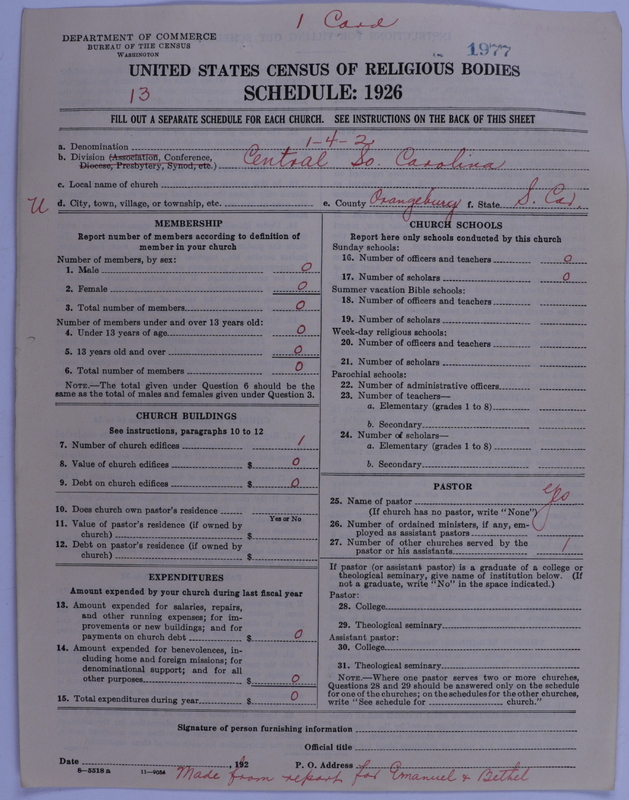 1 Card
DEPARTMENT OF COMMERCE
BUREAU OF THE CENSUS
WASHINGTON
1977
UNITED STATES CENSUS OF RELIGIOUS BODIES
13
SCHEDULE: 1926
FILL OUT A SEPARATE SCHEDULE FOR EACH CHURCH. SEE INSTRUCTIONS ON THE BACK OF THIS SHEET
a. Denomination 1-4-2
b. Division (Association, Conference, Diocese, Presbytery, Synod, etc.) Central So. Carolina
c. Local name of church
U d. City, town, village, or township, etc. e. County Orangeburg f. State S. Car.
MEMBERSHIP
Report number of members according to definition of
member in your church
Number of members, by sex:
1. Male 0
2. Female 0
3. Total number of members 0
Number of members under and over 13 years old:
4. Under 13 years of age 0
5. 13 years old and over 0
6. Total number of members 0
NOTE.—The total given under Question 6 should be the
same as the total of males and females given under Question 3.
CHURCH BUILDINGS
See instructions, paragraphs 10 to 12
7. Number of church edifices 1
8. Value of church edifices $ 0
9. Debt on church edifices $ 0
10. Does church own pastor's residence
Yes or No
11. Value of pastor's residence (if owned by
church) $
12. Debt on pastor's residence (if owned by
church) $
EXPENDITURES
Amount expended by your church during last fiscal year
13. Amount expended for salaries, repairs,
and other running expenses; for im-
provements or new buildings; and for
payments on church debt $ 0
14. Amount expended for benevolences, in-
cluding home and foreign missions; for
denominational support; and for all
other purposes $ 0
15. Total expenditures during year $ 0
CHURCH SCHOOLS
Report here only schools conducted by this church
Sunday schools:
16. Number of officers and teachers 0
17. Number of scholars 0
Summer vacation Bible schools:
18. Number of officers and teachers
19. Number of scholars
Week-day religious schools:
20. Number of officers and teachers
21. Number of scholars
Parochial schools:
22. Number of administrative officers
23. Number of teachers—
a. Elementary (grades 1 to 8)
b. Secondary
24. Number of scholars—
a. Elementary (grades 1 to 8)
b. Secondary
PASTOR
25. Name of pastor yes
(If church has no pastor, write "None")
26. Number of ordained ministers, if any, em-
ployed as assistant pastors
27. Number of other churches served by the
pastor or his assistants 1
If pastor (or assistant pastor) is a graduate of a college or
theological seminary, give name of institution below. (If
not a graduate, write "No" in the space indicated.)
Pastor:
28. College
29. Theological seminary
Assistant pastor:
30. College
31. Theological seminary
NOTE.—Where one pastor serves two or more churches,
Questions 28 and 29 should be answered only on the schedule
for one of the churches; on the schedules for the other churches,
write "See schedule for church."
Signature of person furnishing information
Official title
Date , 192 P. O. Address
8-5518 a 11-9054 Made from report for Emanuel & Bethel